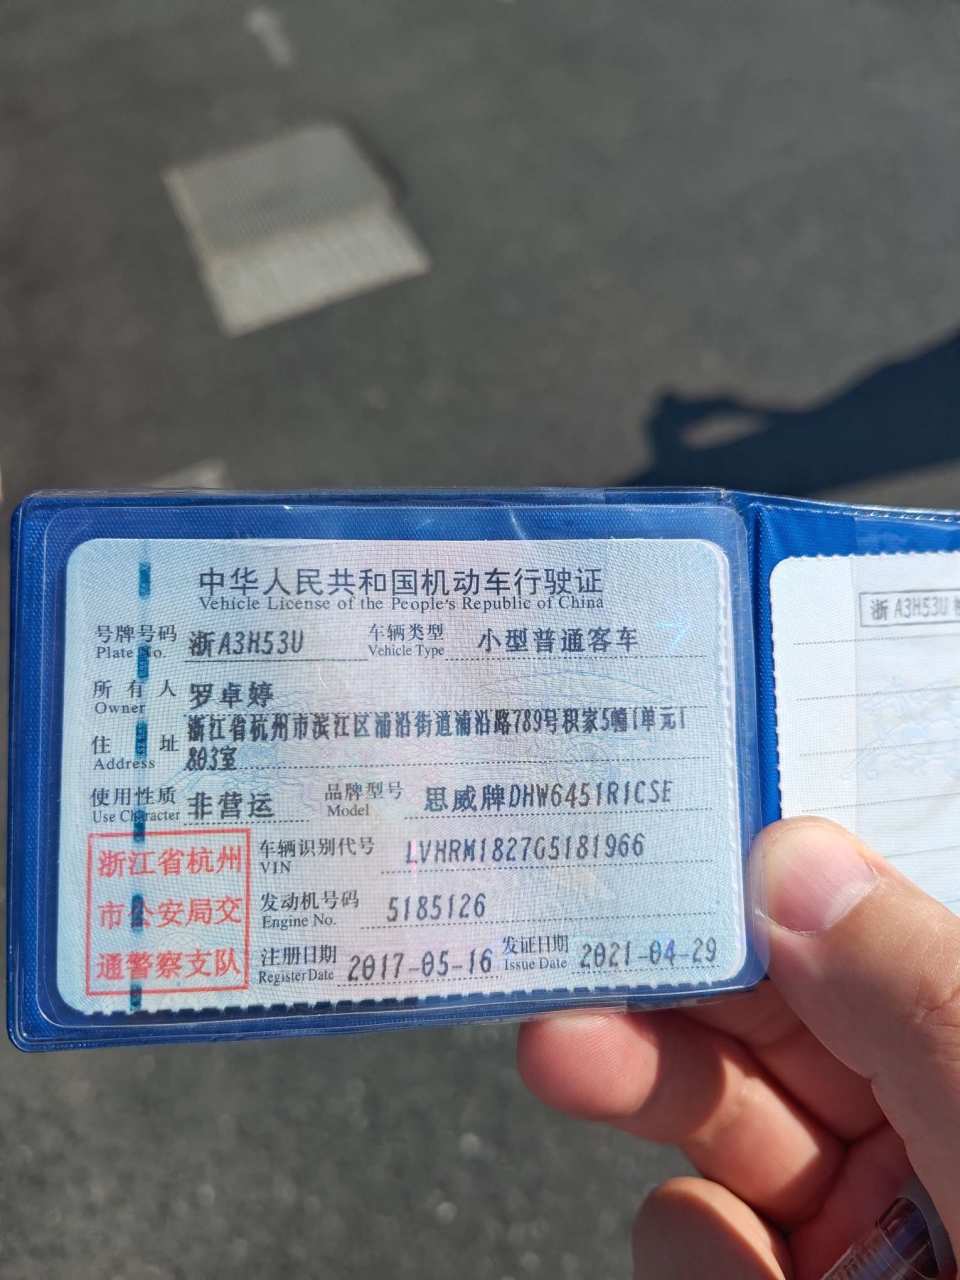 中华人民共和国机动车行驶证
Vehicle License of the People's Republic of China
号牌号码 浙A3H53U 车辆类型 小型普通客车
Plate No. Vehicle Type
所有人 罗卓婷
Owner
住址 浙江省杭州市滨江区浦沿街道浦沿路789号积家5幢1单元1
Address 803室
使用性质 非营运 品牌型号 思威牌DHW6451R1CSE
Use Character Model
浙江省杭州
市公安局交
通警察支队
车辆识别代号 LVHRM1827G5181966
VIN
发动机号码 5185126
Engine No.
注册日期 2017-05-16 发证日期 2021-04-29
Register Date Issue Date
浙A3H53U